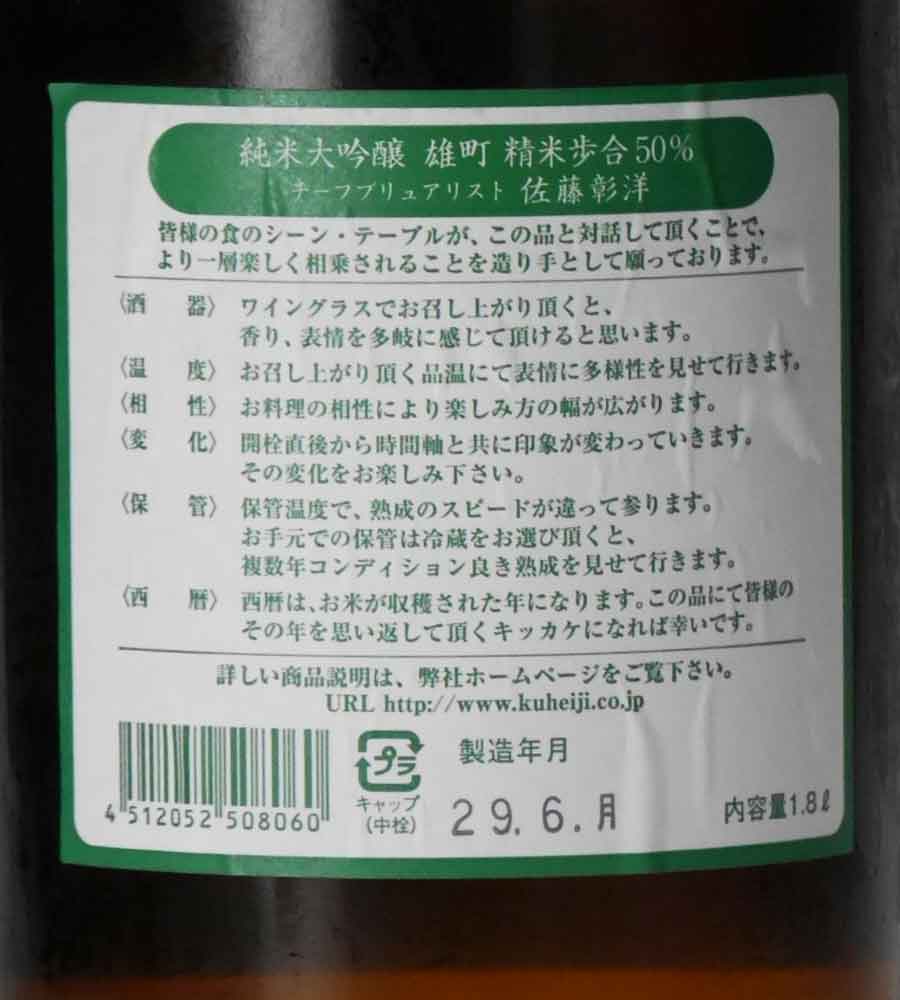 純米大吟醸 雄町 精米歩合50%
チーフブリュアリスト 佐藤彰洋
皆様の食のシーン・テーブルが、この品と対話して頂くことで、
より一層楽しく相乗されることを造り手として願っております。
〈酒 器〉 ワイングラスでお召し上がり頂くと、
香り、表情を多岐に感じて頂けると思います。
〈温 度〉 お召し上がり頂く品温にて表情に多様性を見せて行きます。
〈相 性〉 お料理の相性により楽しみ方の幅が広がります。
〈変 化〉 開栓直後から時間軸と共に印象が変わっていきます。
その変化をお楽しみ下さい。
〈保 管〉 保管温度で、熟成のスピードが違って参ります。
お手元での保管は冷蔵をお選び頂くと、
複数年コンディション良き熟成を見せて行きます。
〈西 暦〉 西暦は、お米が収穫された年になります。この品にて皆様の
その年を思い返して頂くキッカケになれば幸いです。
詳しい商品説明は、弊社ホームページをご覧下さい。
URL http://www.kuheiji.co.jp
プラ
キャップ
(中栓)
製造年月
29.6.月
内容量1.8ℓ
4 512052 508060